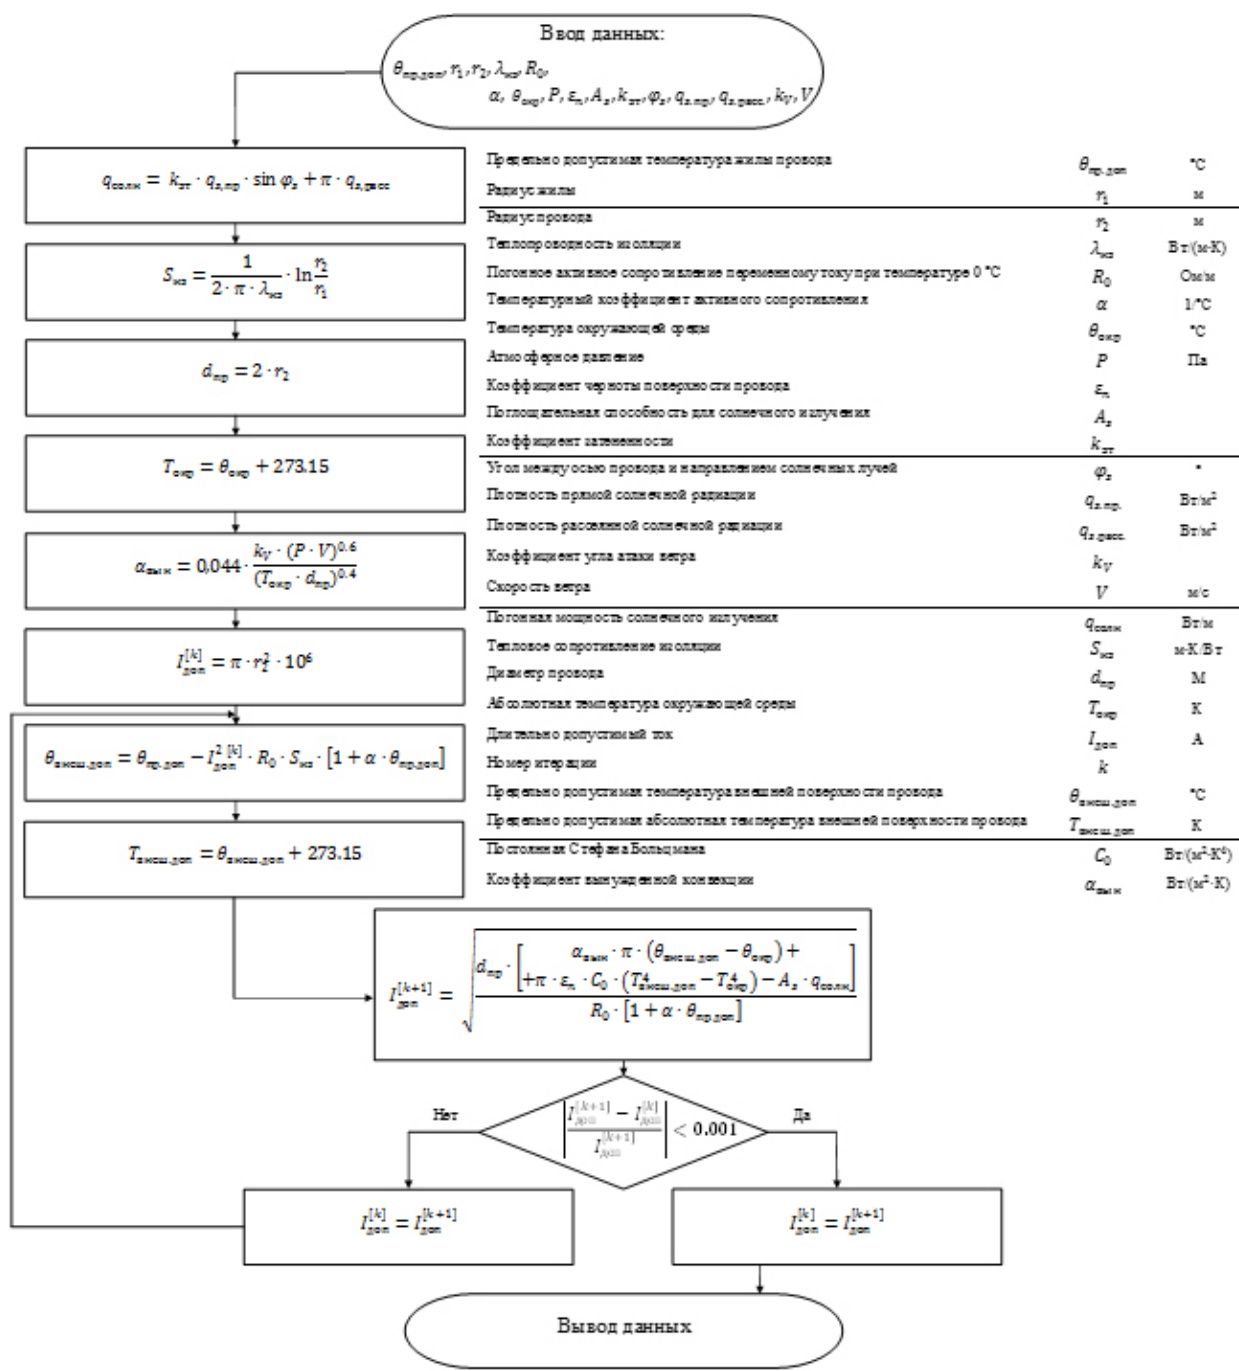 Ввод данных:
θпр.доп, r₁, r₂, λиз, R₀,
α, θокр, P, εп, Aₛ, kзт, φₛ, qₛ.пр, qₛ.расс., k_V, V
qсолн = kзт · qₛ,пр · sin φₛ + π · qₛ,расс
Sиз = 1/(2 · π · λиз) · ln r₂/r₁
dпр = 2 · r₂
Tокр = θокр + 273.15
αвын = 0,044 · k_V · (P · V)^0.6/(Tокр · dпр)^0.4
Iдоп^[k] = π · r₂² · 10⁶
θвнеш.доп = θпр.доп − Iдоп^2 [k] · R₀ · Sиз · [1 + α · θпр.доп]
Tвнеш.доп = θвнеш.доп + 273.15
Предельно допустимая температура жилы провода θпр.доп °C
Радиус жилы r₁ м
Радиус провода r₂ м
Теплопроводность изоляции λиз Вт/(м·К)
Погонное активное сопротивление переменному току при температуре 0 °C R₀ Ом/м
Температурный коэффициент активного сопротивления α 1/°C
Температура окружающей среды θокр °C
Атмосферное давление P Па
Коэффициент черноты поверхности провода εп
Поглощательная способность для солнечного излучения Aₛ
Коэффициент затененности kзт
Угол между осью провода и направлением солнечных лучей φₛ °
Плотность прямой солнечной радиации qₛ.пр. Вт/м²
Плотность рассеянной солнечной радиации qₛ.расс. Вт/м²
Коэффициент угла атаки ветра k_V
Скорость ветра V м/с
Погонная мощность солнечного излучения qсолн Вт/м
Тепловое сопротивление изоляции Sиз м·К/Вт
Диаметр провода dпр М
Абсолютная температура окружающей среды Tокр К
Длительно допустимый ток Iдоп А
Номер итерации k
Предельно допустимая температура внешней поверхности провода θвнеш.доп °C
Предельно допустимая абсолютная температура внешней поверхности провода Tвнеш.доп К
Постоянная Стефана Больцмана C₀ Вт/(м²·К⁶)
Коэффициент вынужденной конвекции αвын Вт/(м²·К)
Iдоп^[k+1] = √(dпр · [αвын · π · (θвнеш.доп − θокр) +
+π · εп · C₀ · (T⁴внеш.доп − T⁴окр) − Aₛ · qсолн]
/ R₀ · [1 + α · θпр.доп])
Нет
|(Iдоп^[k+1] − Iдоп^[k])/Iдоп^[k+1]| < 0.001
Да
Iдоп^[k] = Iдоп^[k+1]
Iдоп^[k] = Iдоп^[k+1]
Вывод данных